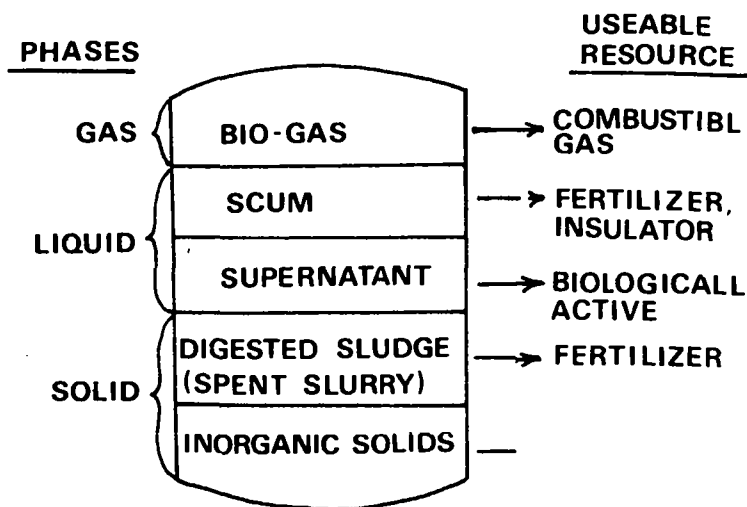 PHASES
USEABLE
RESOURCE
GAS
BIO-GAS
COMBUSTIBL
GAS
LIQUID
SCUM
FERTILIZER,
INSULATOR
SUPERNATANT
BIOLOGICALL
ACTIVE
SOLID
DIGESTED SLUDGE
(SPENT SLURRY)
FERTILIZER
INORGANIC SOLIDS